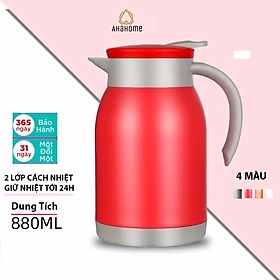 AHAHOME
365 ngày
Bảo Hành
31 ngày
Một Đổi Một
2 LỚP CÁCH NHIỆT
GIỮ NHIỆT TỚI 24H
Dung Tích
880ML
4 MÀU